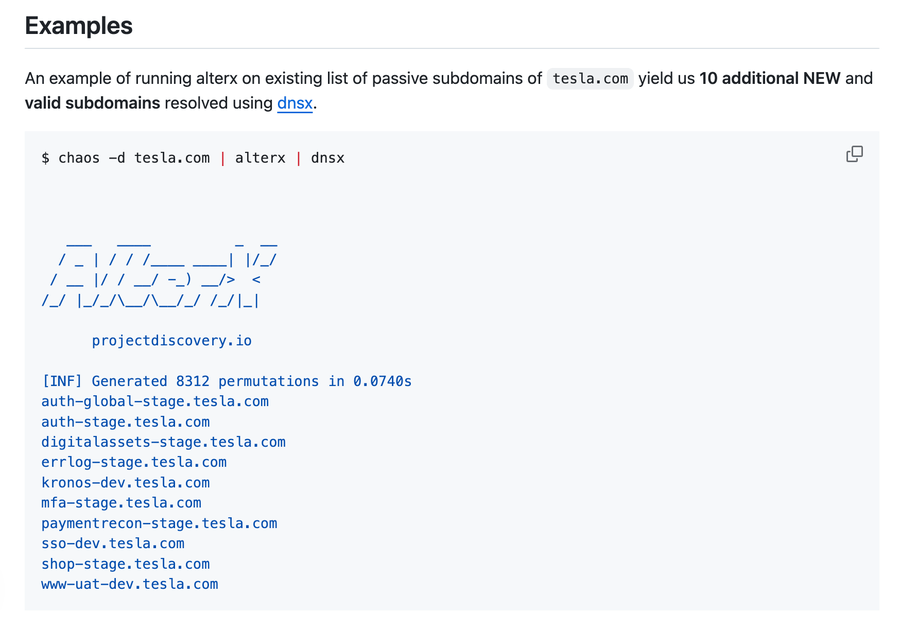 Examples
An example of running alterx on existing list of passive subdomains of tesla.com yield us 10 additional NEW and
valid subdomains resolved using dnsx.
$ chaos -d tesla.com | alterx | dnsx
   ___   ____          _  __
  / _ | / / /____ ____| |/_/
 / __ |/ / __/ -_) __/>  <
/_/ |_/_/\__/\__/_/ /_/|_|
      projectdiscovery.io
[INF] Generated 8312 permutations in 0.0740s
auth-global-stage.tesla.com
auth-stage.tesla.com
digitalassets-stage.tesla.com
errlog-stage.tesla.com
kronos-dev.tesla.com
mfa-stage.tesla.com
paymentrecon-stage.tesla.com
sso-dev.tesla.com
shop-stage.tesla.com
www-uat-dev.tesla.com